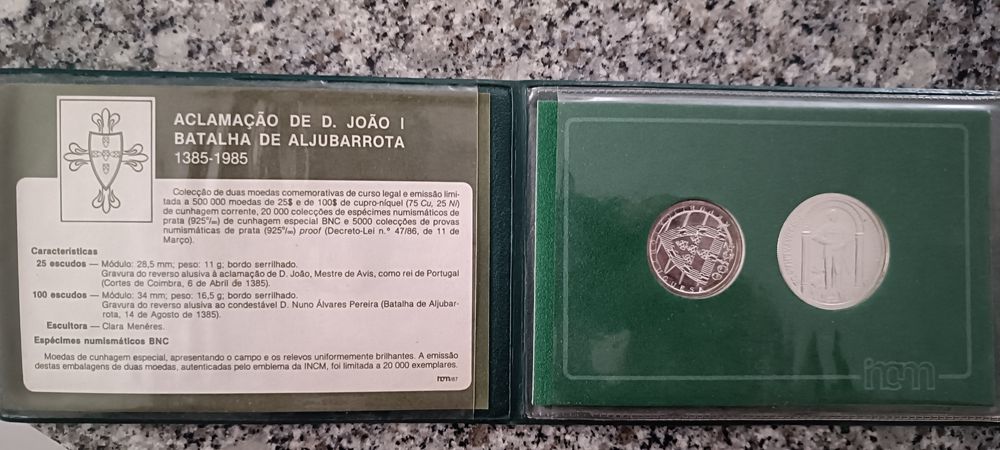 ACLAMAÇÃO DE D. JOÃO I
BATALHA DE ALJUBARROTA
1385-1985
Colecção de duas moedas comemorativas de curso legal e emissão limi-
tada a 500 000 moedas de 25$ e de 100$ de cupro-níquel (75 Cu, 25 Ni)
de cunhagem corrente, 20 000 colecções de espécimes numismáticos de
prata (925º/₀₀) de cunhagem especial BNC e 5000 colecções de provas
numismáticas de prata (925º/₀₀) proof (Decreto-Lei n.º 47/86, de 11 de
Março).
Características
25 escudos — Módulo: 28,5 mm; peso: 11 g; bordo serrilhado.
Gravura do reverso alusiva à aclamação de D. João, Mestre de Avis, como rei de Portugal
(Cortes de Coimbra, 6 de Abril de 1385).
100 escudos — Módulo: 34 mm; peso: 16,5 g; bordo serrilhado.
Gravura do reverso alusiva ao condestável D. Nuno Álvares Pereira (Batalha de Aljubar-
rota, 14 de Agosto de 1385).
Escultora — Clara Menéres.
Espécimes numismáticos BNC
Moedas de cunhagem especial, apresentando o campo e os relevos uniformemente brilhantes. A emissão
destas embalagens de duas moedas, autenticadas pelo emblema da INCM, foi limitada a 20 000 exemplares.
incm